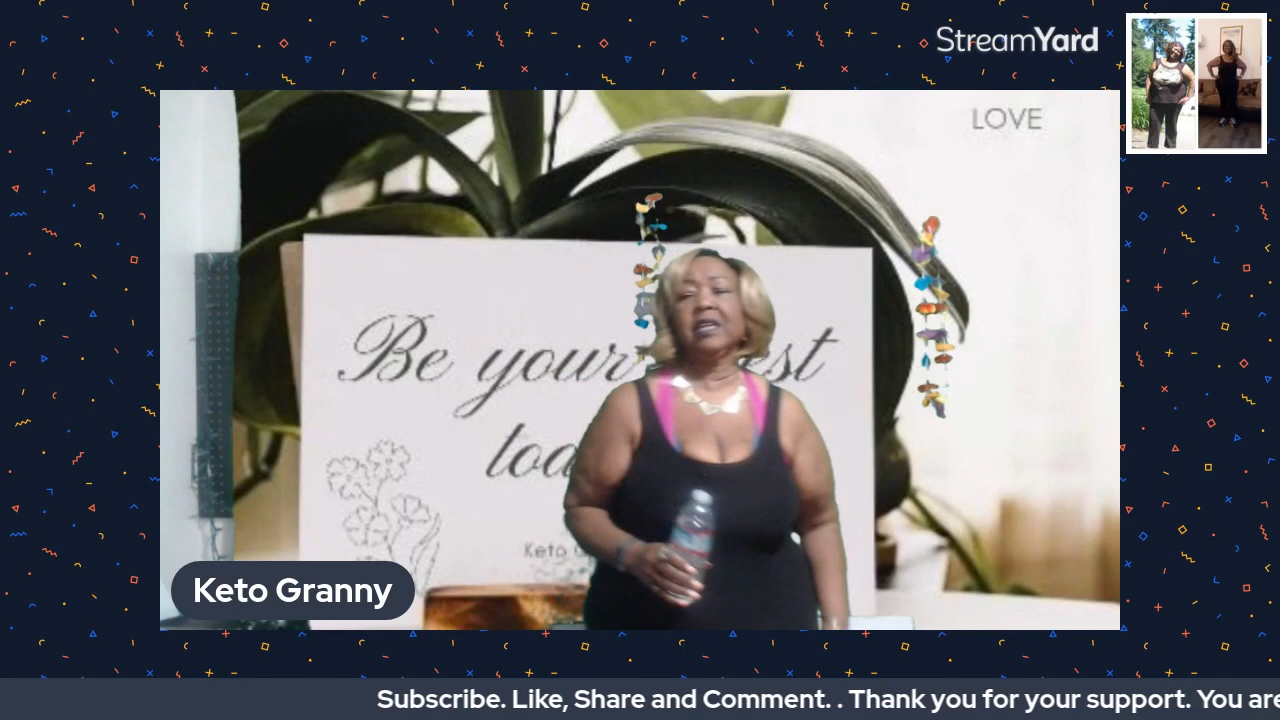 StreamYard
LOVE
Be your est
Keto
Keto Granny
Subscribe. Like, Share and Comment. . Thank you for your support. You are